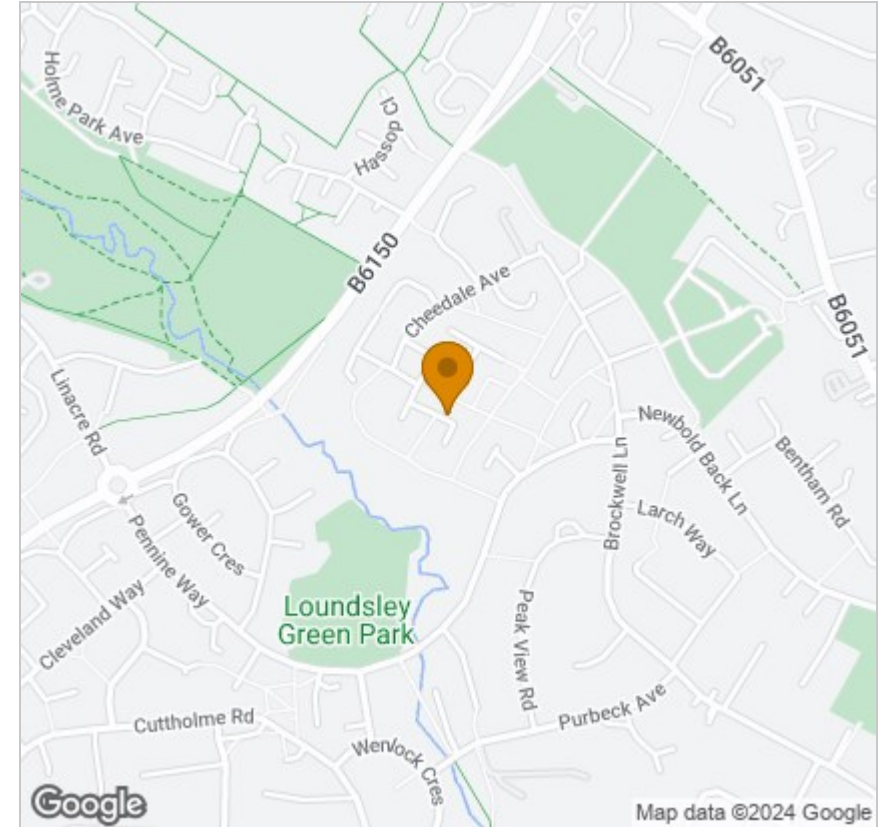 B6051
Holme Park Ave
Hassop Cl
B6150
Cheedale Ave
B6051
Linacre Rd
Newbold Back Ln
Bentham Rd
Brockwell Ln
Larch Way
Gower Cres
Pennine Way
Cleveland Way
Loundsley
Green Park
Peak View Rd
Purbeck Ave
Cuttholme Rd
Wenlock Cres
Google
Map data ©2024 Google